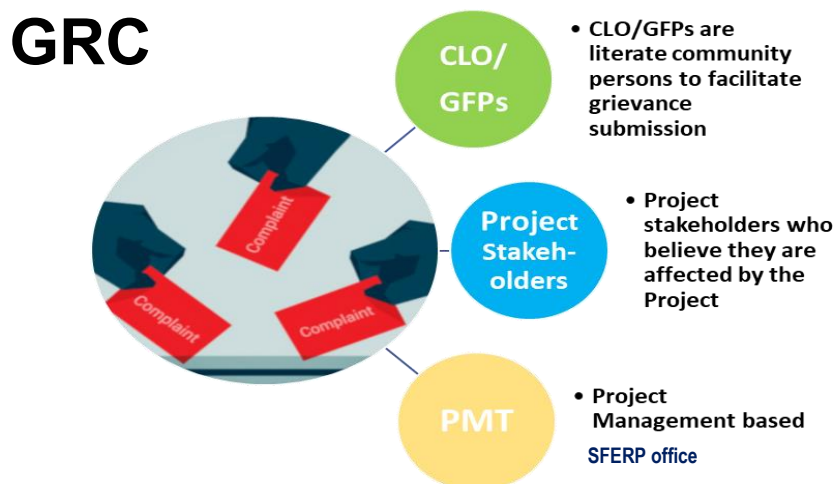 GRC
CLO/
GFPs
• CLO/GFPs are
literate community
persons to facilitate
grievance
submission
Complaint
Complaint
Complaint
Project
Stakeh-
olders
• Project
stakeholders who
believe they are
affected by the
Project
PMT
• Project
Management based
SFERP office